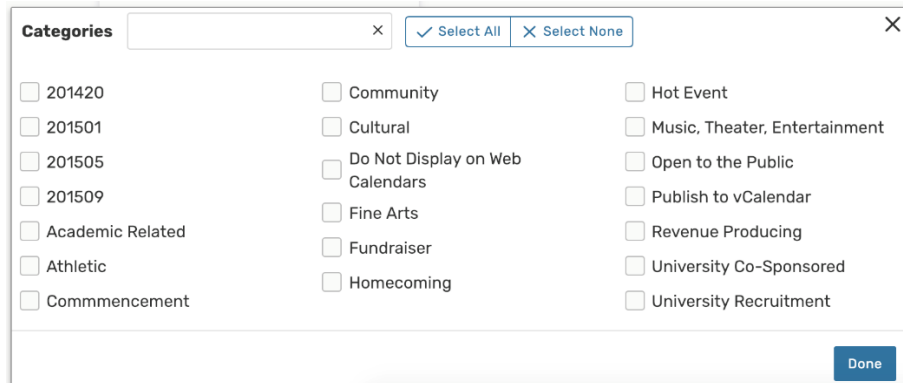 Categories
Select All
Select None
201420
201501
201505
201509
Academic Related
Athletic
Commmencement
Community
Cultural
Do Not Display on Web
Calendars
Fine Arts
Fundraiser
Homecoming
Hot Event
Music, Theater, Entertainment
Open to the Public
Publish to vCalendar
Revenue Producing
University Co-Sponsored
University Recruitment
Done